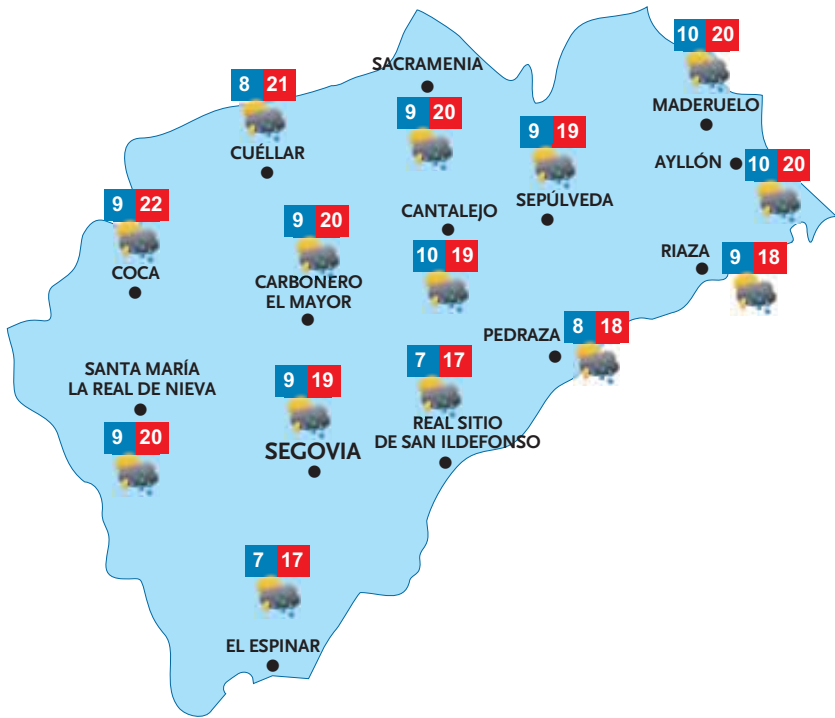 10 20
MADERUELO
SACRAMENIA
9 20
8 21
CUÉLLAR
9 19
SEPÚLVEDA
AYLLÓN
10 20
9 22
COCA
9 20
CARBONERO
EL MAYOR
CANTALEJO
10 19
RIAZA
9 18
PEDRAZA
8 18
SANTA MARÍA
LA REAL DE NIEVA
9 20
9 19
SEGOVIA
7 17
REAL SITIO
DE SAN ILDEFONSO
7 17
EL ESPINAR